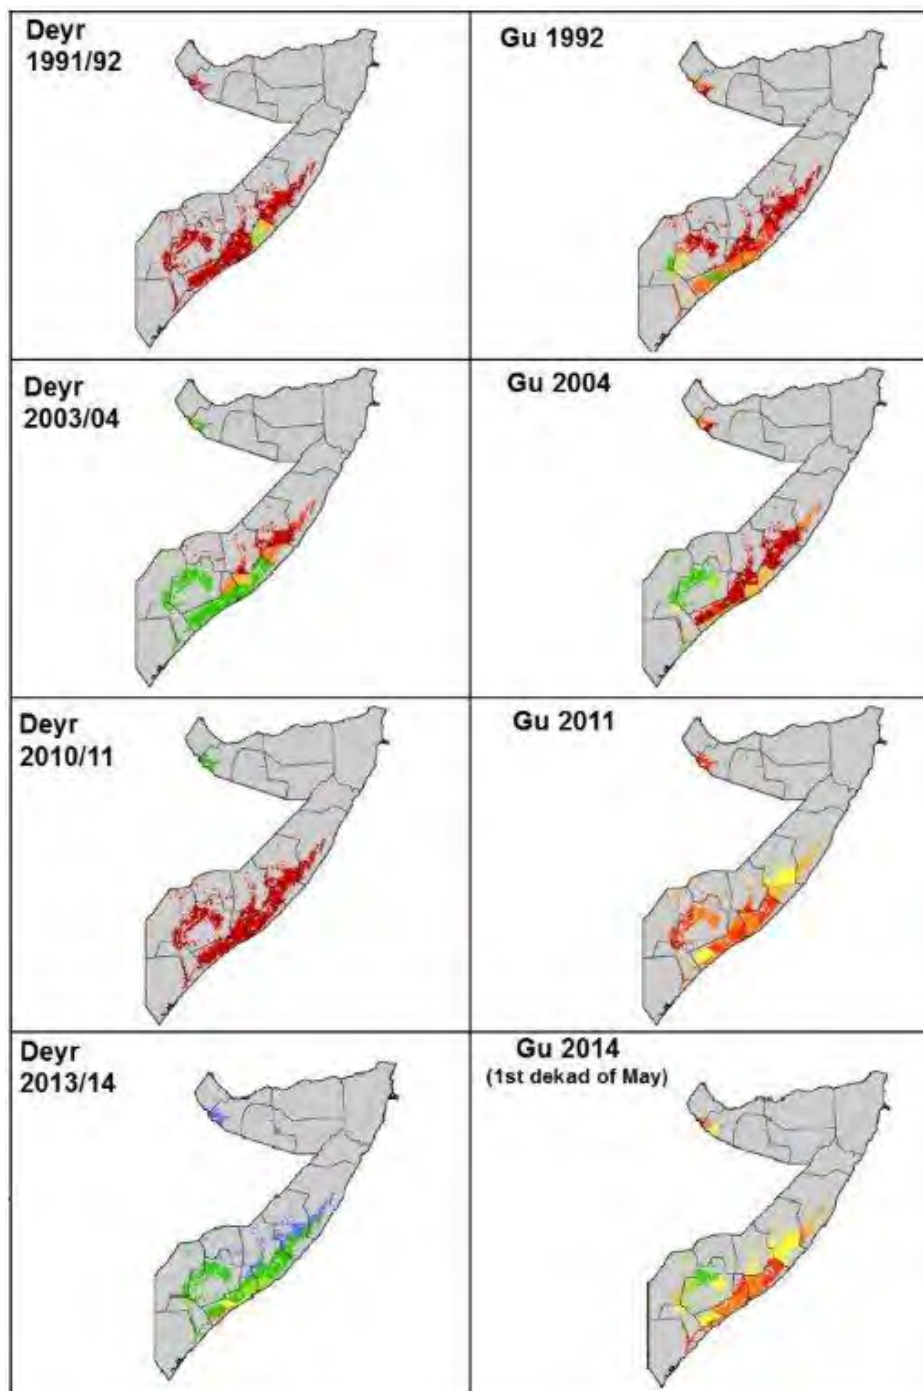 Deyr
1991/92
Gu 1992
Deyr
2003/04
Gu 2004
Deyr
2010/11
Gu 2011
Deyr
2013/14
Gu 2014
(1st dekad of May)